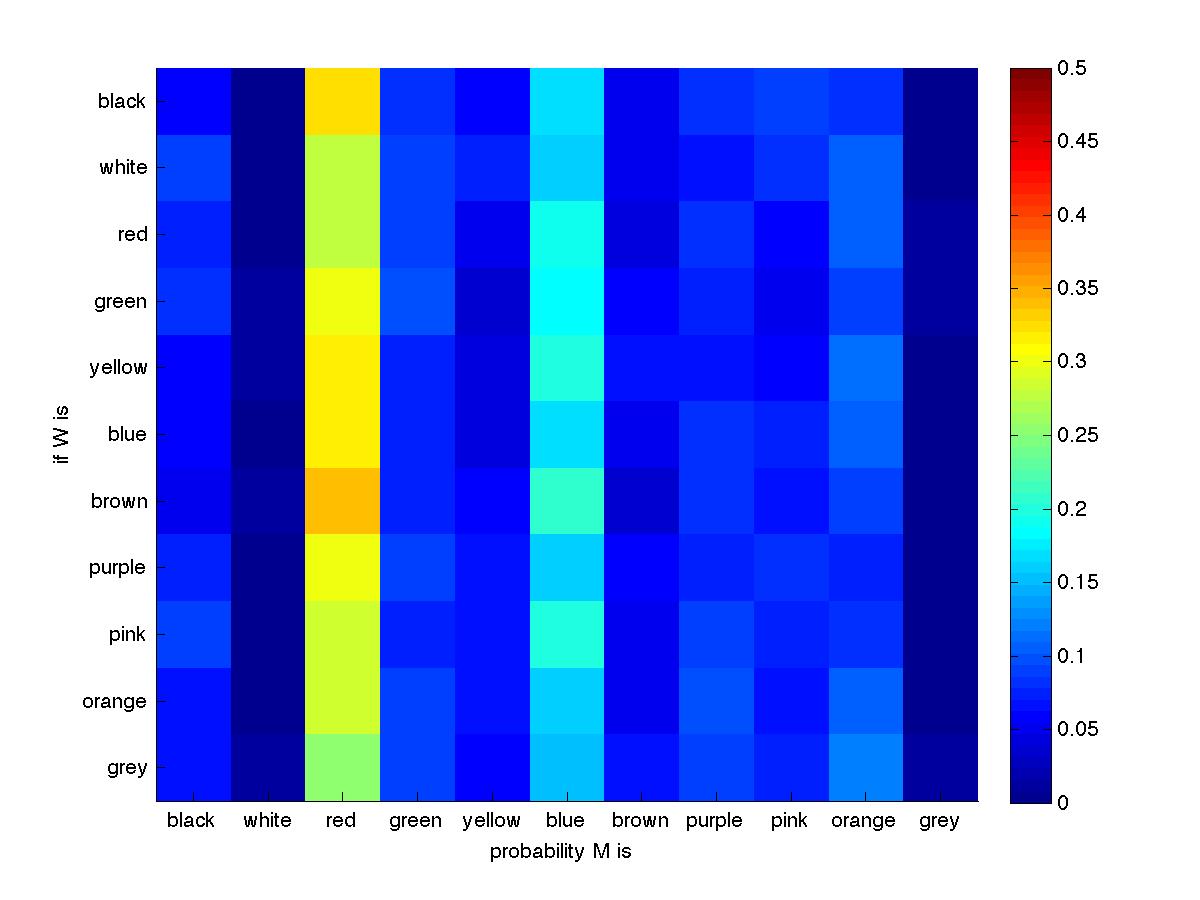 black
white
red
green
yellow
blue
brown
purple
pink
orange
grey
if W is
black white red green yellow blue brown purple pink orange grey
probability M is
0.5
0.45
0.4
0.35
0.3
0.25
0.2
0.15
0.1
0.05
0